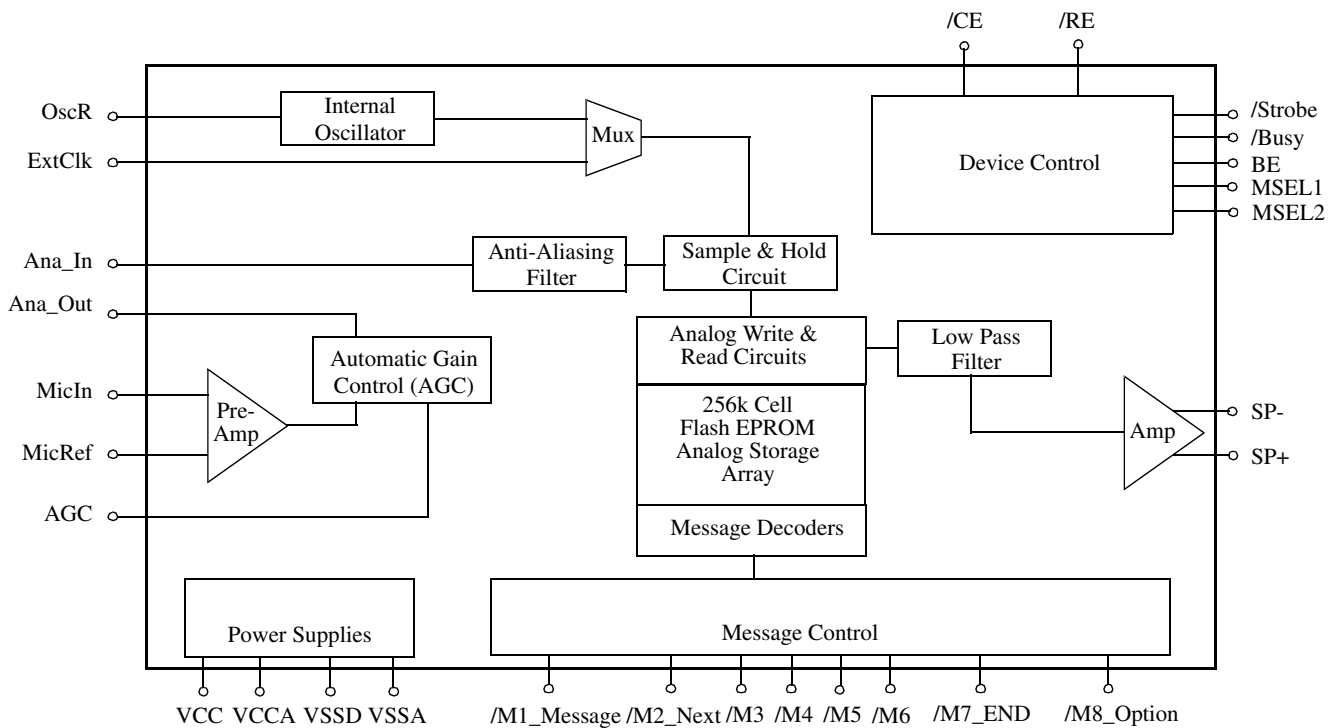 /CE
/RE
OscR
Internal
Oscillator
Mux
ExtClk
/Strobe
/Busy
BE
MSEL1
MSEL2
Device Control
Ana_In
Anti-Aliasing
Filter
Sample & Hold
Circuit
Ana_Out
Automatic Gain
Control (AGC)
Analog Write &
Read Circuits
Low Pass
Filter
MicIn
Pre-
Amp
MicRef
256k Cell
Flash EPROM
Analog Storage
Array
Amp
SP-
SP+
AGC
Message Decoders
Power Supplies
Message Control
VCC
VCCA
VSSD
VSSA
/M1_Message
/M2_Next
/M3
/M4
/M5
/M6
/M7_END
/M8_Option